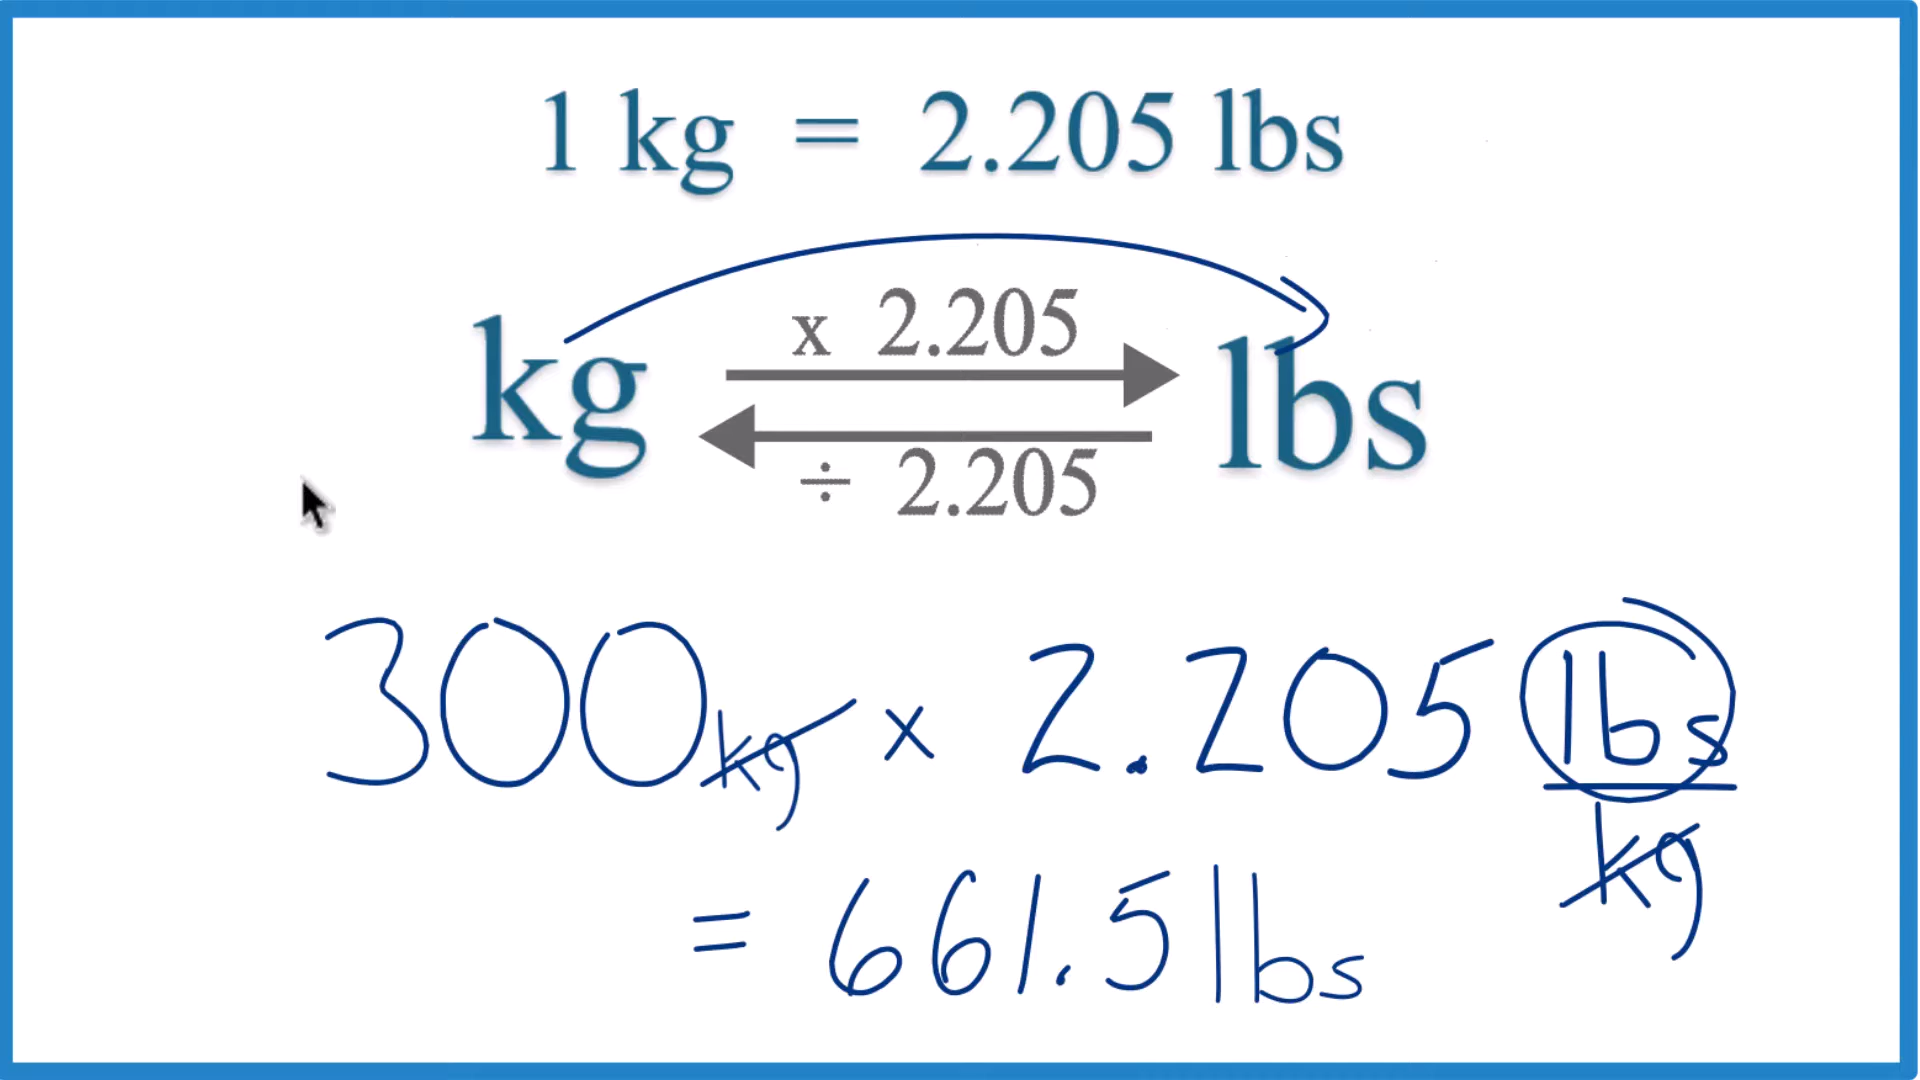 1 kg = 2.205 lbs
x 2.205
kg lbs
÷ 2.205
300 kg x 2.205 lbs
kg
= 661.5 lbs